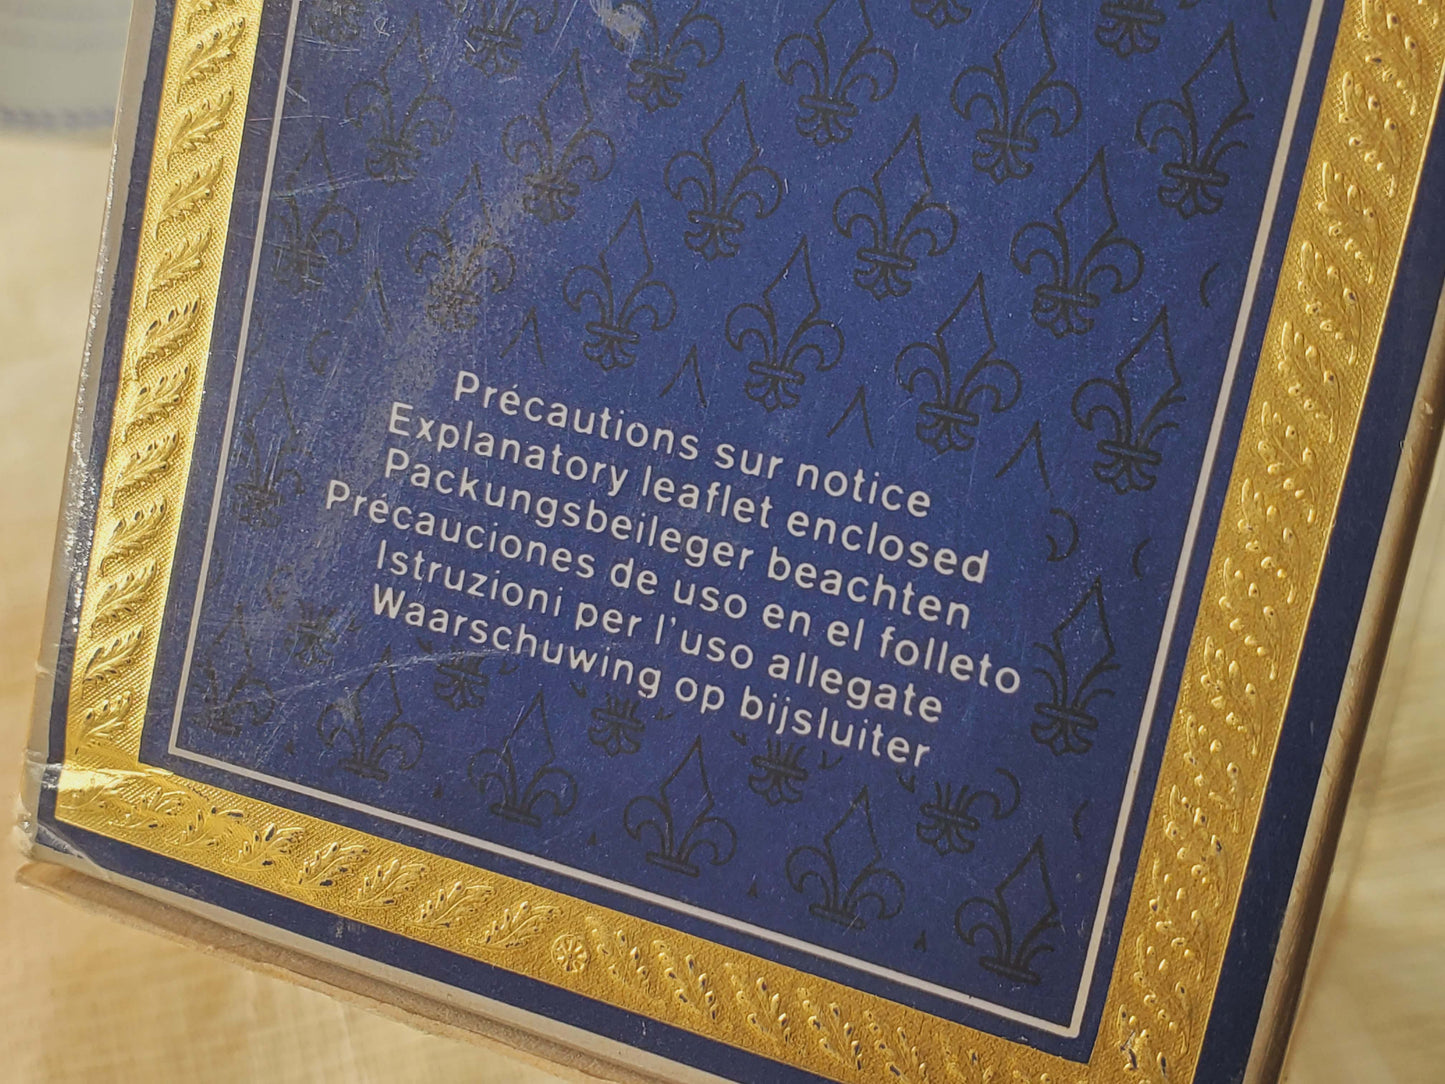 Précautions sur notice
Explanatory leaflet enclosed
Packungsbeileger beachten
Précauciones de uso en el folleto
Istruzioni per l'uso allegate
Waarschuwing op bijsluiter